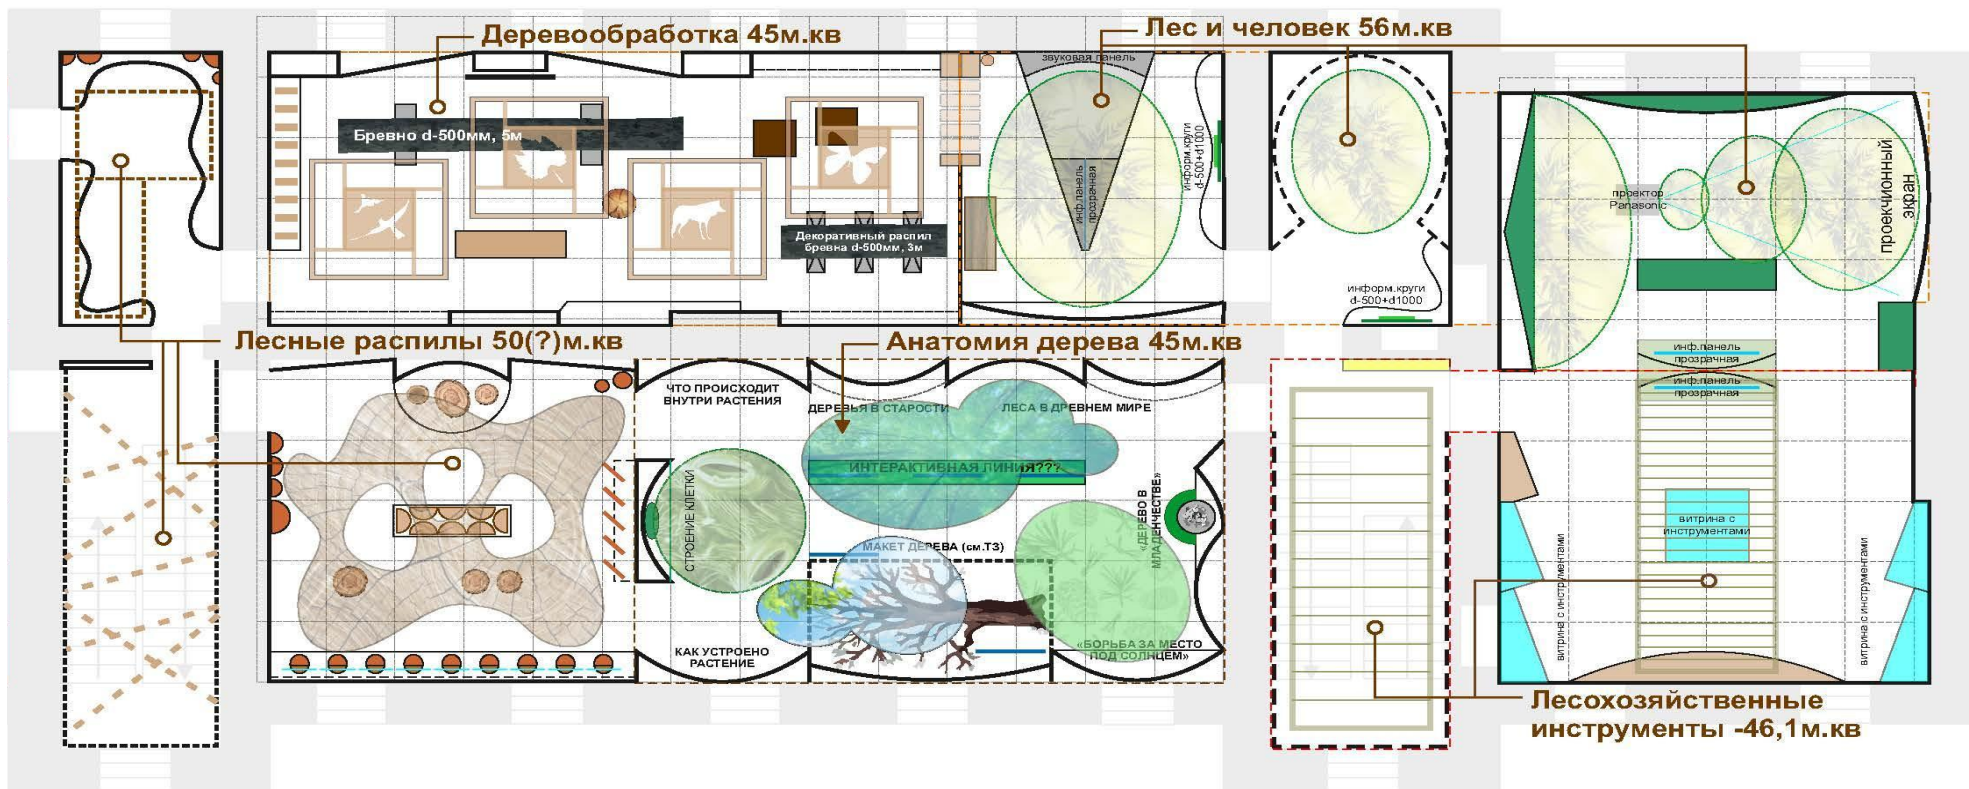 Деревообработка 45м.кв
Лес и человек 56м.кв
звуковая панель
Бревно d-500мм, 5м
информ.круги
d-500+d1000
инф.панель
прозрачная
проектор
Panasonic
проекчионный
экран
Декоративный распил
бревна d-500мм, 3м
информ.круги
d-500+d1000
Лесные распилы 50(?)м.кв
Анатомия дерева 45м.кв
инф.панель
прозрачная
инф.панель
прозрачная
ЧТО ПРОИСХОДИТ
ВНУТРИ РАСТЕНИЯ
ДЕРЕВЬЯ В СТАРОСТИ
ЛЕСА В ДРЕВНЕМ МИРЕ
ИНТЕРАКТИВНАЯ ЛИНИЯ???
СТРОЕНИЕ КЛЕТКИ
«ДЕРЕВО В
МЛАДЕНЧЕСТВЕ»
витрина с
инструментами
МАКЕТ ДЕРЕВА (см.ТЗ)
витрина с инструментами
витрина с инструментами
КАК УСТРОЕНО
РАСТЕНИЕ
«БОРЬБА ЗА МЕСТО
ПОД СОЛНЦЕМ»
Лесохозяйственные
инструменты -46,1м.кв